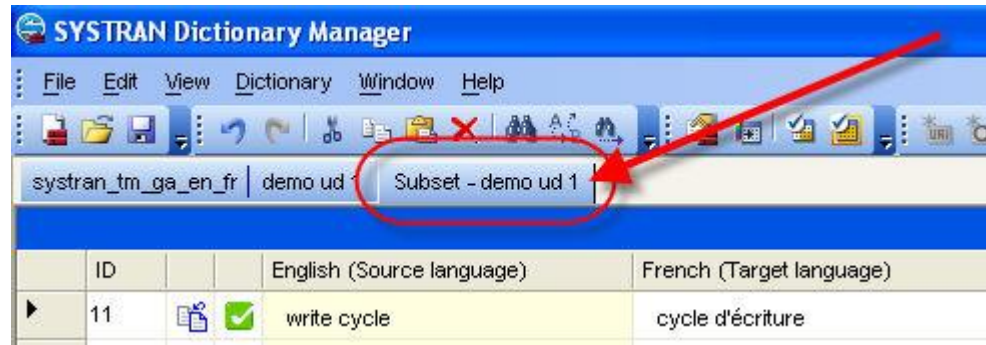 SYSTRAN Dictionary Manager
File Edit View Dictionary Window Help
systran_tm_ga_en_fr demo ud 1 Subset - demo ud 1
ID English (Source language) French (Target language)
11 write cycle cycle d'écriture